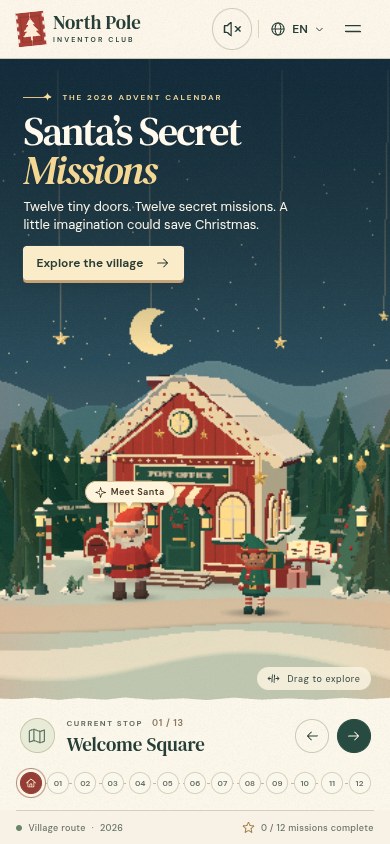 North Pole
INVENTOR CLUB
EN
THE 2026 ADVENT CALENDAR
Santa's Secret
Missions
Twelve tiny doors. Twelve secret missions. A
little imagination could save Christmas.
Explore the village
POST OFFICE
Meet Santa
Drag to explore
CURRENT STOP 01 / 13
Welcome Square
01 02 03 04 05 06 07 08 09 10 11 12
Village route · 2026
0 / 12 missions complete